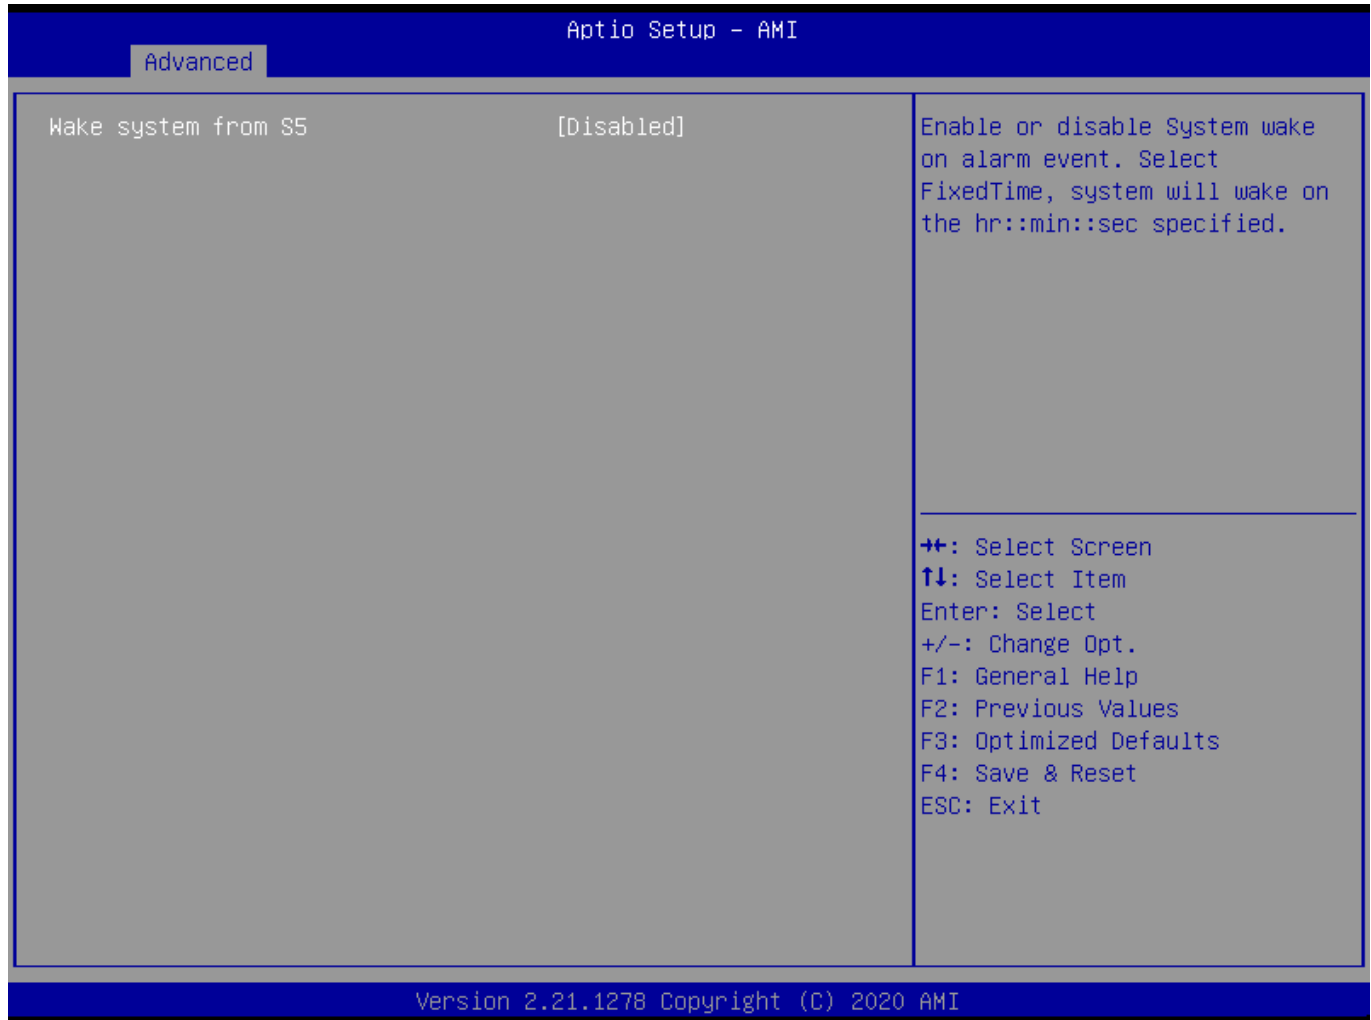 Aptio Setup – AMI
Advanced
Wake system from S5 [Disabled]
Enable or disable System wake
on alarm event. Select
FixedTime, system will wake on
the hr::min::sec specified.
→←: Select Screen
↑↓: Select Item
Enter: Select
+/-: Change Opt.
F1: General Help
F2: Previous Values
F3: Optimized Defaults
F4: Save & Reset
ESC: Exit
Version 2.21.1278 Copyright (C) 2020 AMI